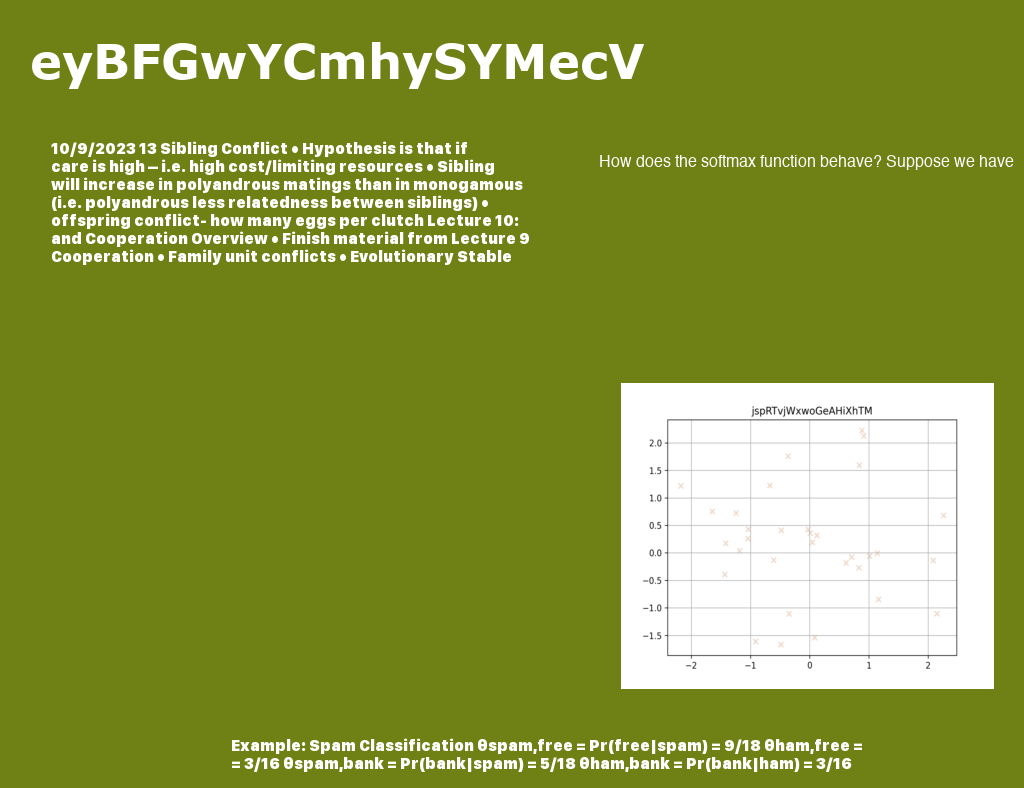 eyBFGwYCmhySYMecV
10/9/2023 13 Sibling Conflict • Hypothesis is that if
care is high – i.e. high cost/limiting resources • Sibling
will increase in polyandrous matings than in monogamous
(i.e. polyandrous less relatedness between siblings) •
offspring conflict- how many eggs per clutch Lecture 10:
and Cooperation Overview • Finish material from Lecture 9
Cooperation • Family unit conflicts • Evolutionary Stable
How does the softmax function behave? Suppose we have
jspRTvjWxwoGeAHiXhTM
2.0
1.5
1.0
0.5
0.0
−0.5
−1.0
−1.5
−2 −1 0 1 2
Example: Spam Classification θspam,free = Pr(free|spam) = 9/18 θham,free =
= 3/16 θspam,bank = Pr(bank|spam) = 5/18 θham,bank = Pr(bank|ham) = 3/16